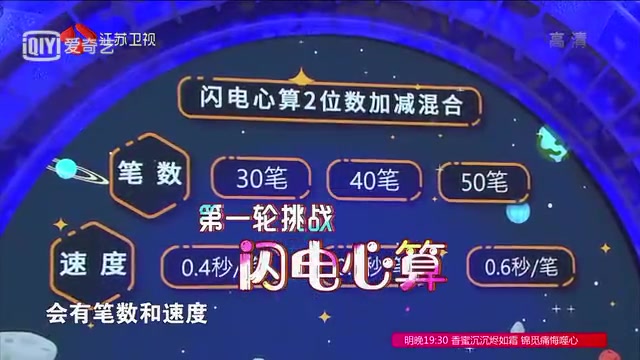 iQIYI 爱奇艺
江苏卫视
高清
闪电心算2位数加减混合
笔数 30笔 40笔 50笔
第一轮挑战
闪电心算
速度 0.4秒/ 0.6秒/笔
会有笔数和速度
明晚19:30 香蜜沉沉烬如霜 锦觅痛悔噬心